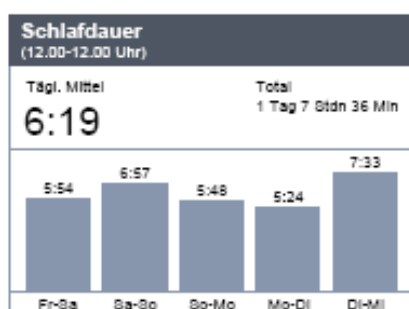 Schlafdauer
(12.00-12.00 Uhr)
Tägl. Mittel
Total
6:19
1 Tag 7 Stdn 36 Min
5:54 6:57 5:48 5:24 7:33
Fr-Sa Sa-So So-Mo Mo-Di Di-Mi